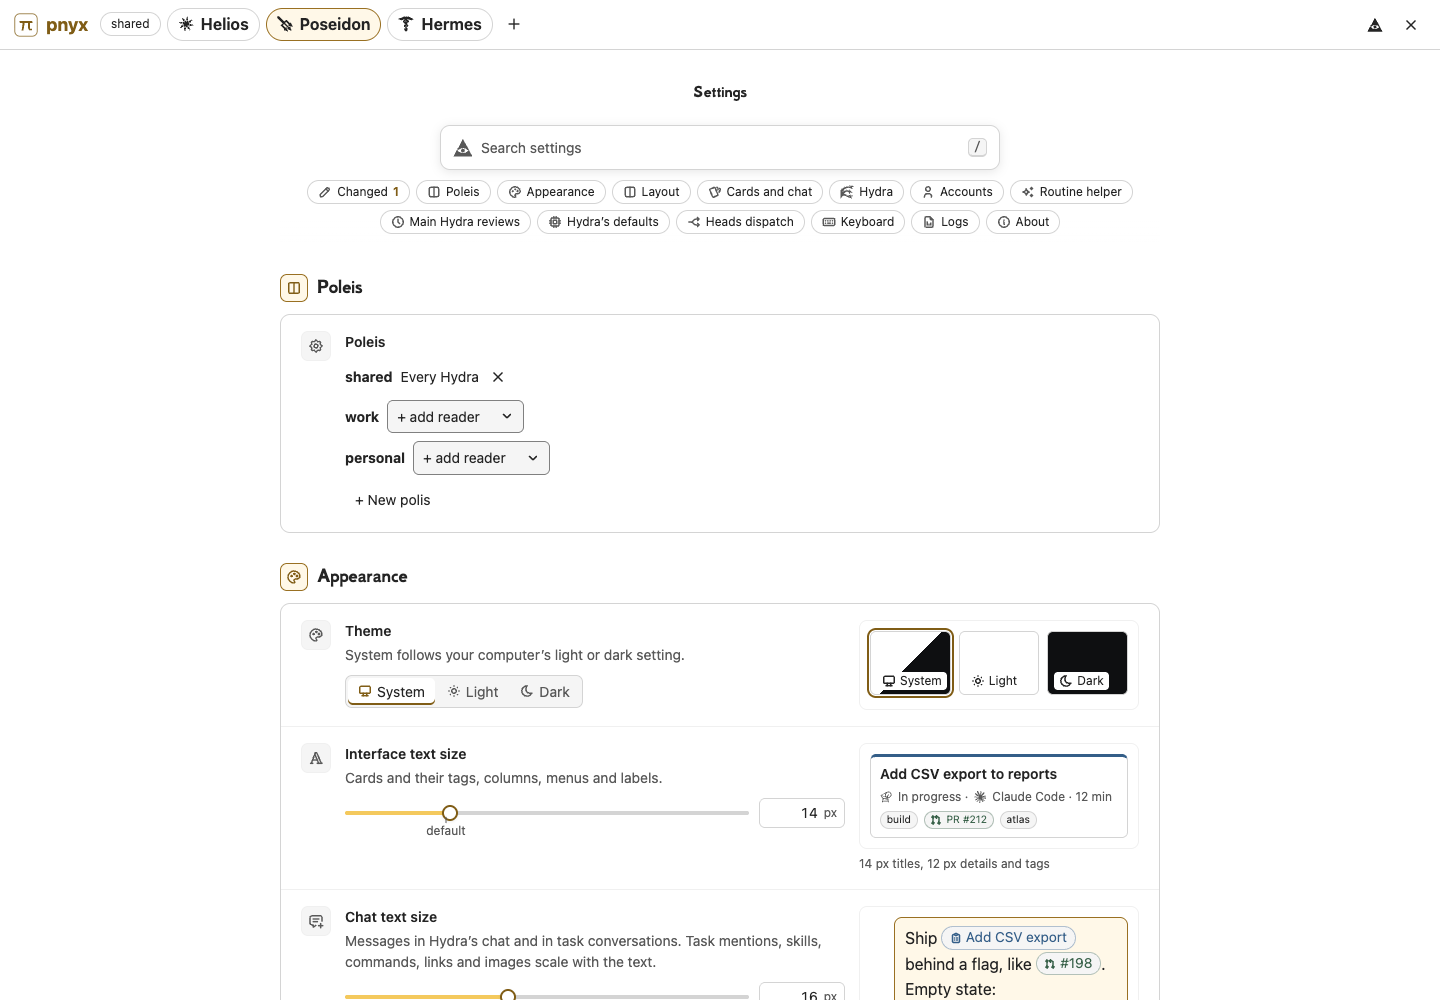 π pnyx shared Helios Poseidon Hermes +
Settings
Search settings /
Changed 1 Poleis Appearance Layout Cards and chat Hydra Accounts Routine helper
Main Hydra reviews Hydra’s defaults Heads dispatch Keyboard Logs About
Poleis
Poleis
shared Every Hydra
work + add reader
personal + add reader
+ New polis
Appearance
Theme
System follows your computer’s light or dark setting.
System Light Dark
System Light Dark
Interface text size
Cards and their tags, columns, menus and labels.
14 px
default
Add CSV export to reports
In progress · Claude Code · 12 min
build PR #212 atlas
14 px titles, 12 px details and tags
Chat text size
Messages in Hydra’s chat and in task conversations. Task mentions, skills,
commands, links and images scale with the text.
16 px
Ship Add CSV export
behind a flag, like #198.
Empty state: